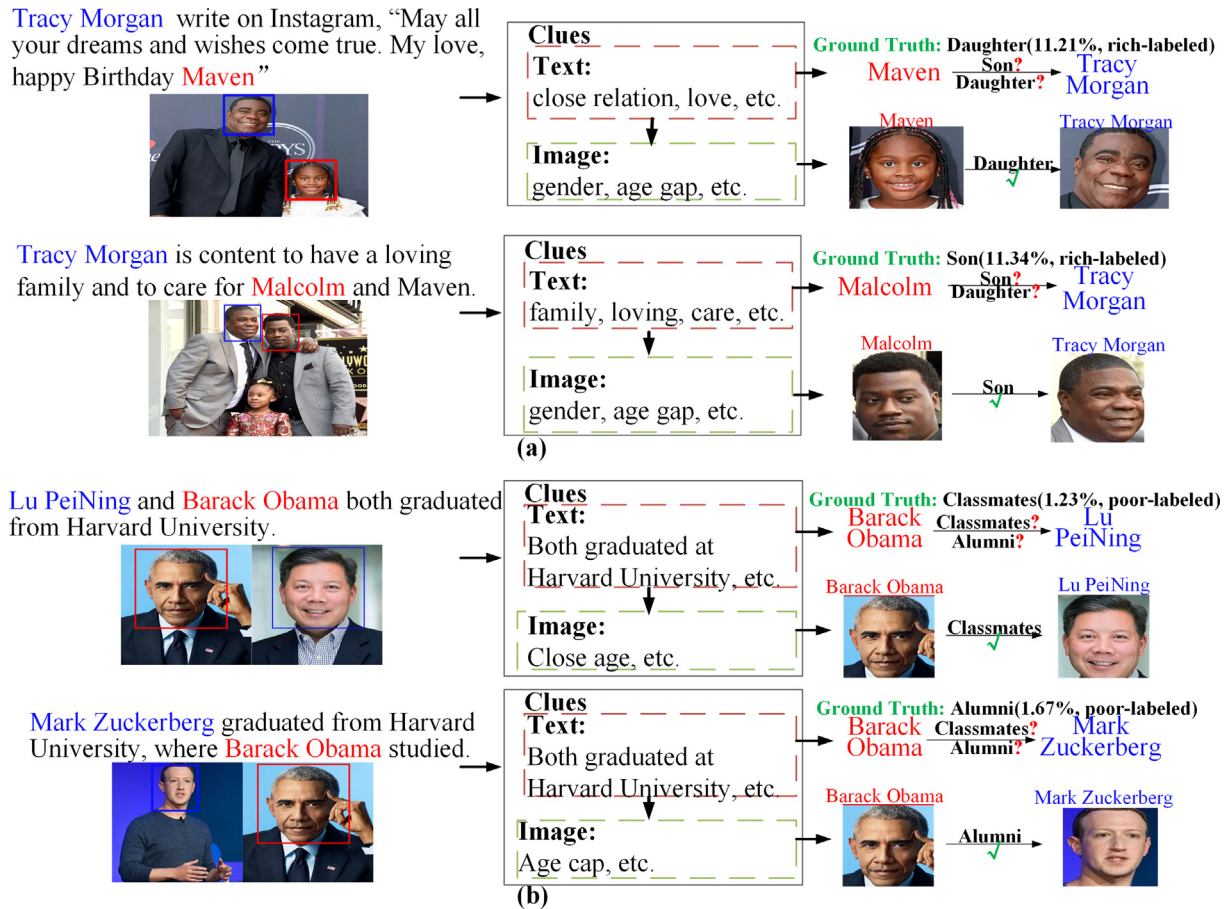 Tracy Morgan write on Instagram, “May all
your dreams and wishes come true. My love,
happy Birthday Maven”
Clues
Text:
close relation, love, etc.
Image:
gender, age gap, etc.
Ground Truth: Daughter(11.21%, rich-labeled)
Maven
Son?
Daughter?
Tracy
Morgan
Maven
Tracy Morgan
Daughter
Tracy Morgan is content to have a loving
family and to care for Malcolm and Maven.
Clues
Text:
family, loving, care, etc.
Image:
gender, age gap, etc.
Ground Truth: Son(11.34%, rich-labeled)
Malcolm
Son?
Daughter?
Tracy
Morgan
Malcolm
Tracy Morgan
Son
(a)
Lu PeiNing and Barack Obama both graduated
from Harvard University.
Clues
Text:
Both graduated at
Harvard University, etc.
Image:
Close age, etc.
Ground Truth: Classmates(1.23%, poor-labeled)
Barack
Obama
Classmates?
Alumni?
Lu
PeiNing
Barack Obama
Lu PeiNing
Classmates
Mark Zuckerberg graduated from Harvard
University, where Barack Obama studied.
Clues
Text:
Both graduated at
Harvard University, etc.
Image:
Age cap, etc.
Ground Truth: Alumni(1.67%, poor-labeled)
Barack
Obama
Classmates?
Alumni?
Mark
Zuckerberg
Barack Obama
Mark Zuckerberg
Alumni
(b)